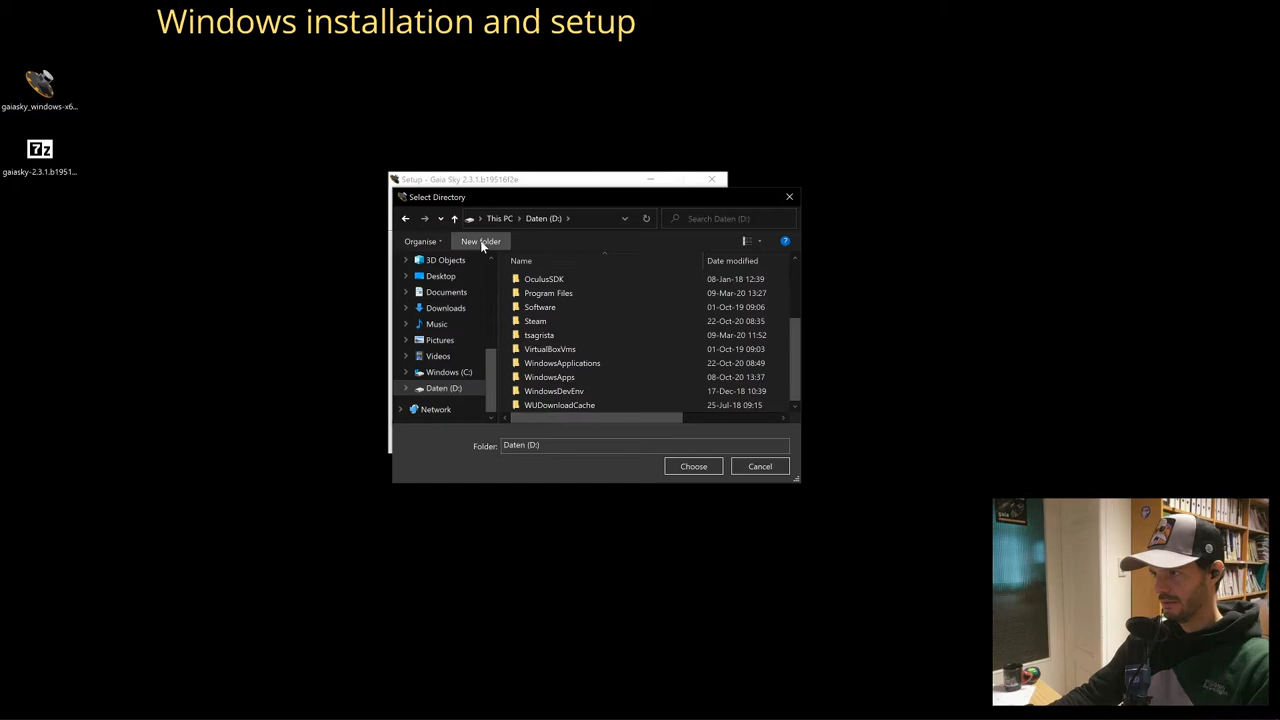 Windows installation and setup
gaiasky_windows-x6...
7z
gaiasky-2.3.1.b1951...
Setup - Gaia Sky 2.3.1.b19516f2e
Select Directory
This PC > Daten (D:) >
Search Daten (D:)
Organise
New folder
Name
Date modified
3D Objects
Desktop
Documents
Downloads
Music
Pictures
Videos
Windows (C:)
Daten (D:)
Network
OculusSDK 08-Jan-18 12:39
Program Files 09-Mar-20 13:27
Software 01-Oct-19 09:06
Steam 22-Oct-20 08:35
tsagrista 09-Mar-20 11:52
VirtualBoxVms 01-Oct-19 09:03
WindowsApplications 22-Oct-20 08:49
WindowsApps 08-Oct-20 13:37
WindowsDevEnv 17-Dec-18 10:39
WUDownloadCache 25-Jul-18 09:15
Folder: Daten (D:)
Choose
Cancel
gaia